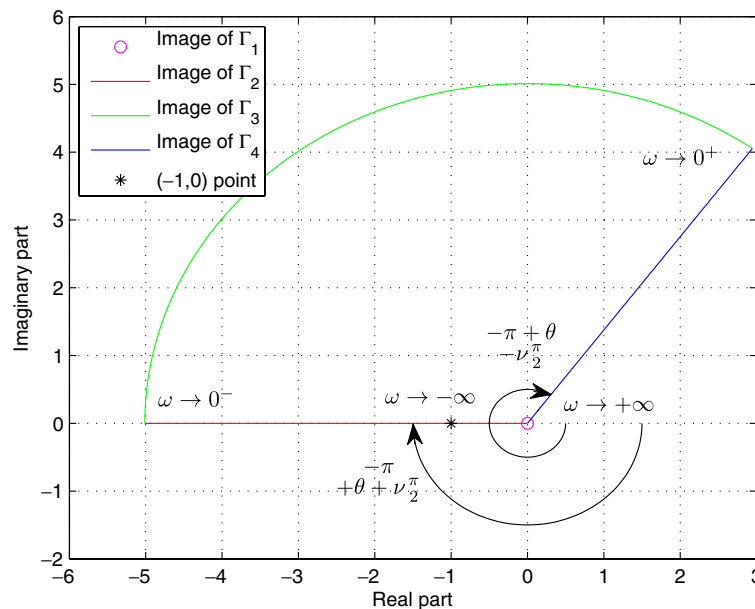 6
5
4
3
2
1
0
−1
−2
Imaginary part
Image of Γ₁
Image of Γ₂
Image of Γ₃
Image of Γ₄
(−1,0) point
ω → 0⁺
−π + θ
−ν π/2
ω → 0⁻
ω → −∞
ω → +∞
−π
+θ + ν π/2
−6 −5 −4 −3 −2 −1 0 1 2 3
Real part